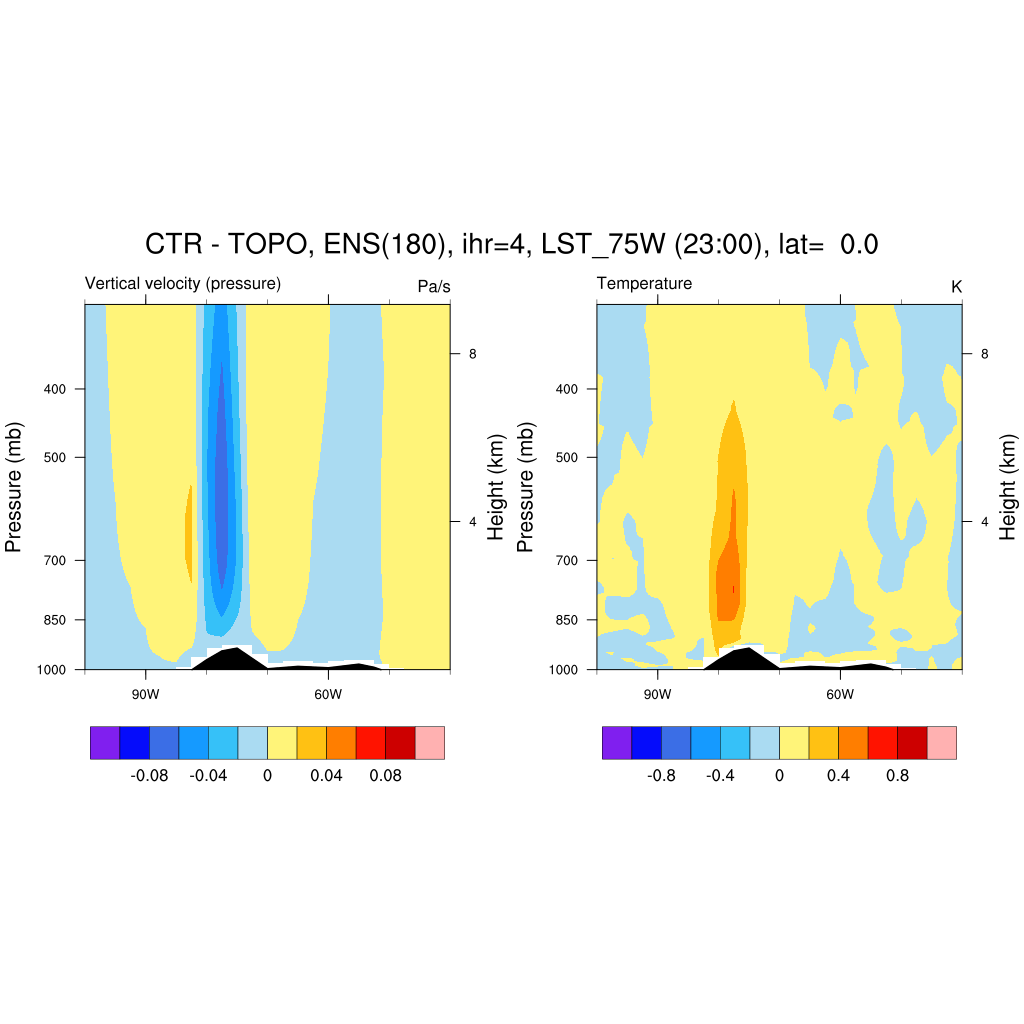 CTR - TOPO, ENS(180), ihr=4, LST_75W (23:00), lat=  0.0
Vertical velocity (pressure)
Pa/s
Pressure (mb)
400
500
700
850
1000
8
4
Height (km)
90W
60W
-0.08
-0.04
0
0.04
0.08
Temperature
K
Pressure (mb)
400
500
700
850
1000
8
4
Height (km)
90W
60W
-0.8
-0.4
0
0.4
0.8